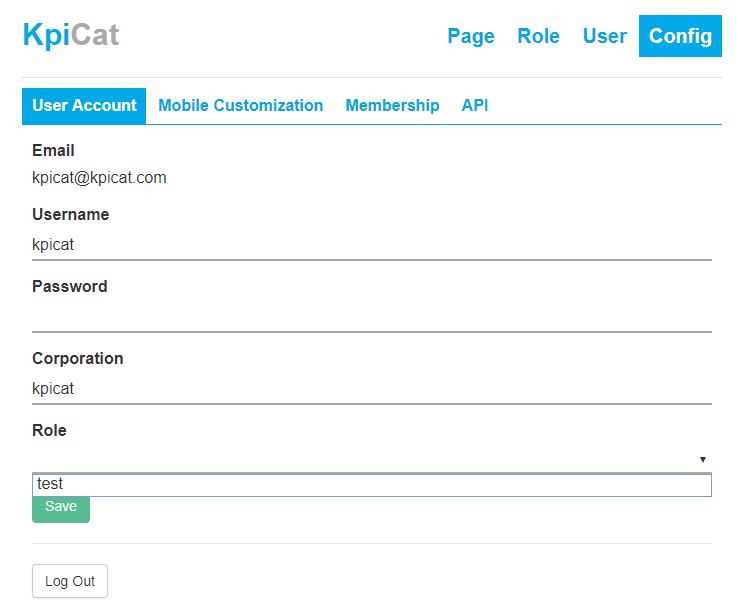 KpiCat
Page Role User Config
User Account Mobile Customization Membership API
Email
kpicat@kpicat.com
Username
kpicat
Password
Corporation
kpicat
Role
test
Save
Log Out